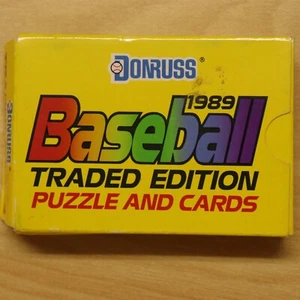 DONRUSS®
1989
Baseball
TRADED EDITION
PUZZLE AND CARDS